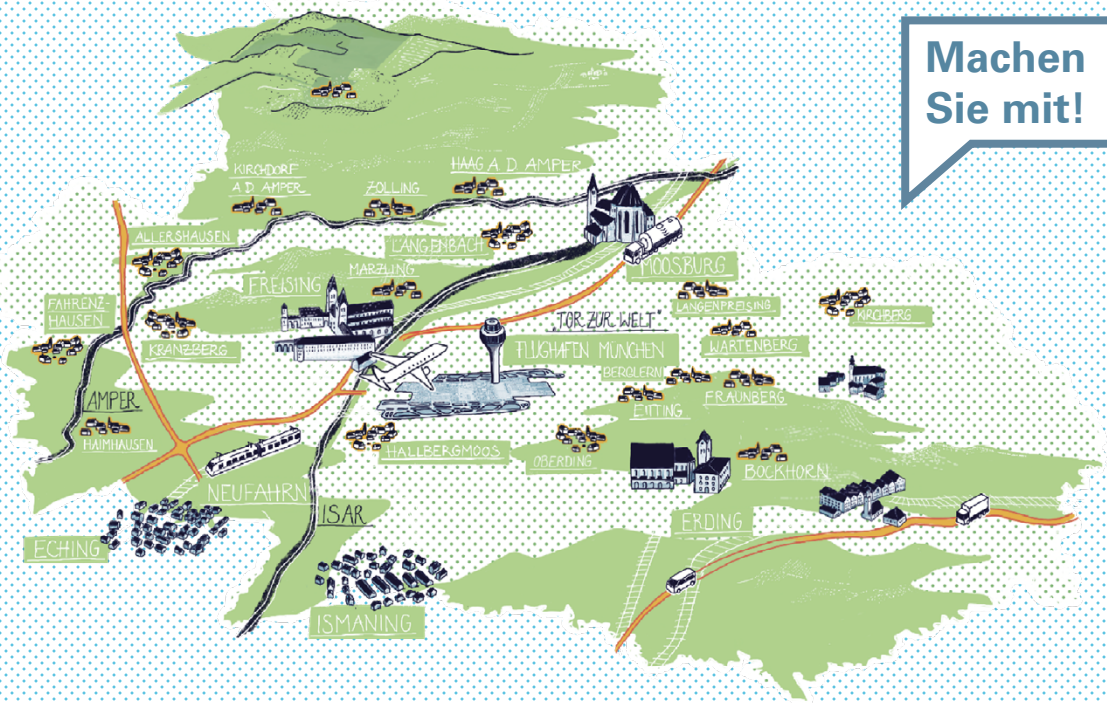 Machen
Sie mit!
KIRCHDORF
A D AMPER
ZOLLING
HAAG A D AMPER
ALLERSHAUSEN
LANGENBACH
MARZLING
FREISING
MOOSBURG
FAHRENZ-
HAUSEN
KRANZBERG
LANGENPREISING
KIRCHBERG
„TOR ZUR WELT“
FLUGHAFEN MÜNCHEN
WARTENBERG
BERGLERN
EITTING
FRAUNBERG
AMPER
HAIMHAUSEN
HALLBERGMOOS
OBERDING
BOCKHORN
NEUFAHRN
ISAR
ERDING
ECHING
ISMANING